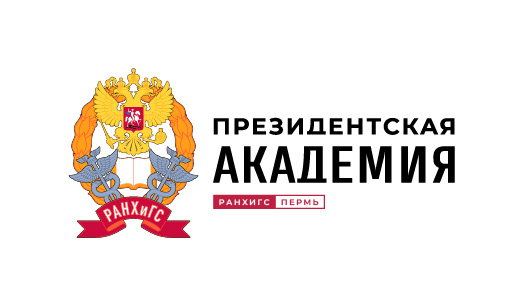 ПРЕЗИДЕНТСКАЯ
АКАДЕМИЯ
РАНХИГС ПЕРМЬ
РАНХиГС